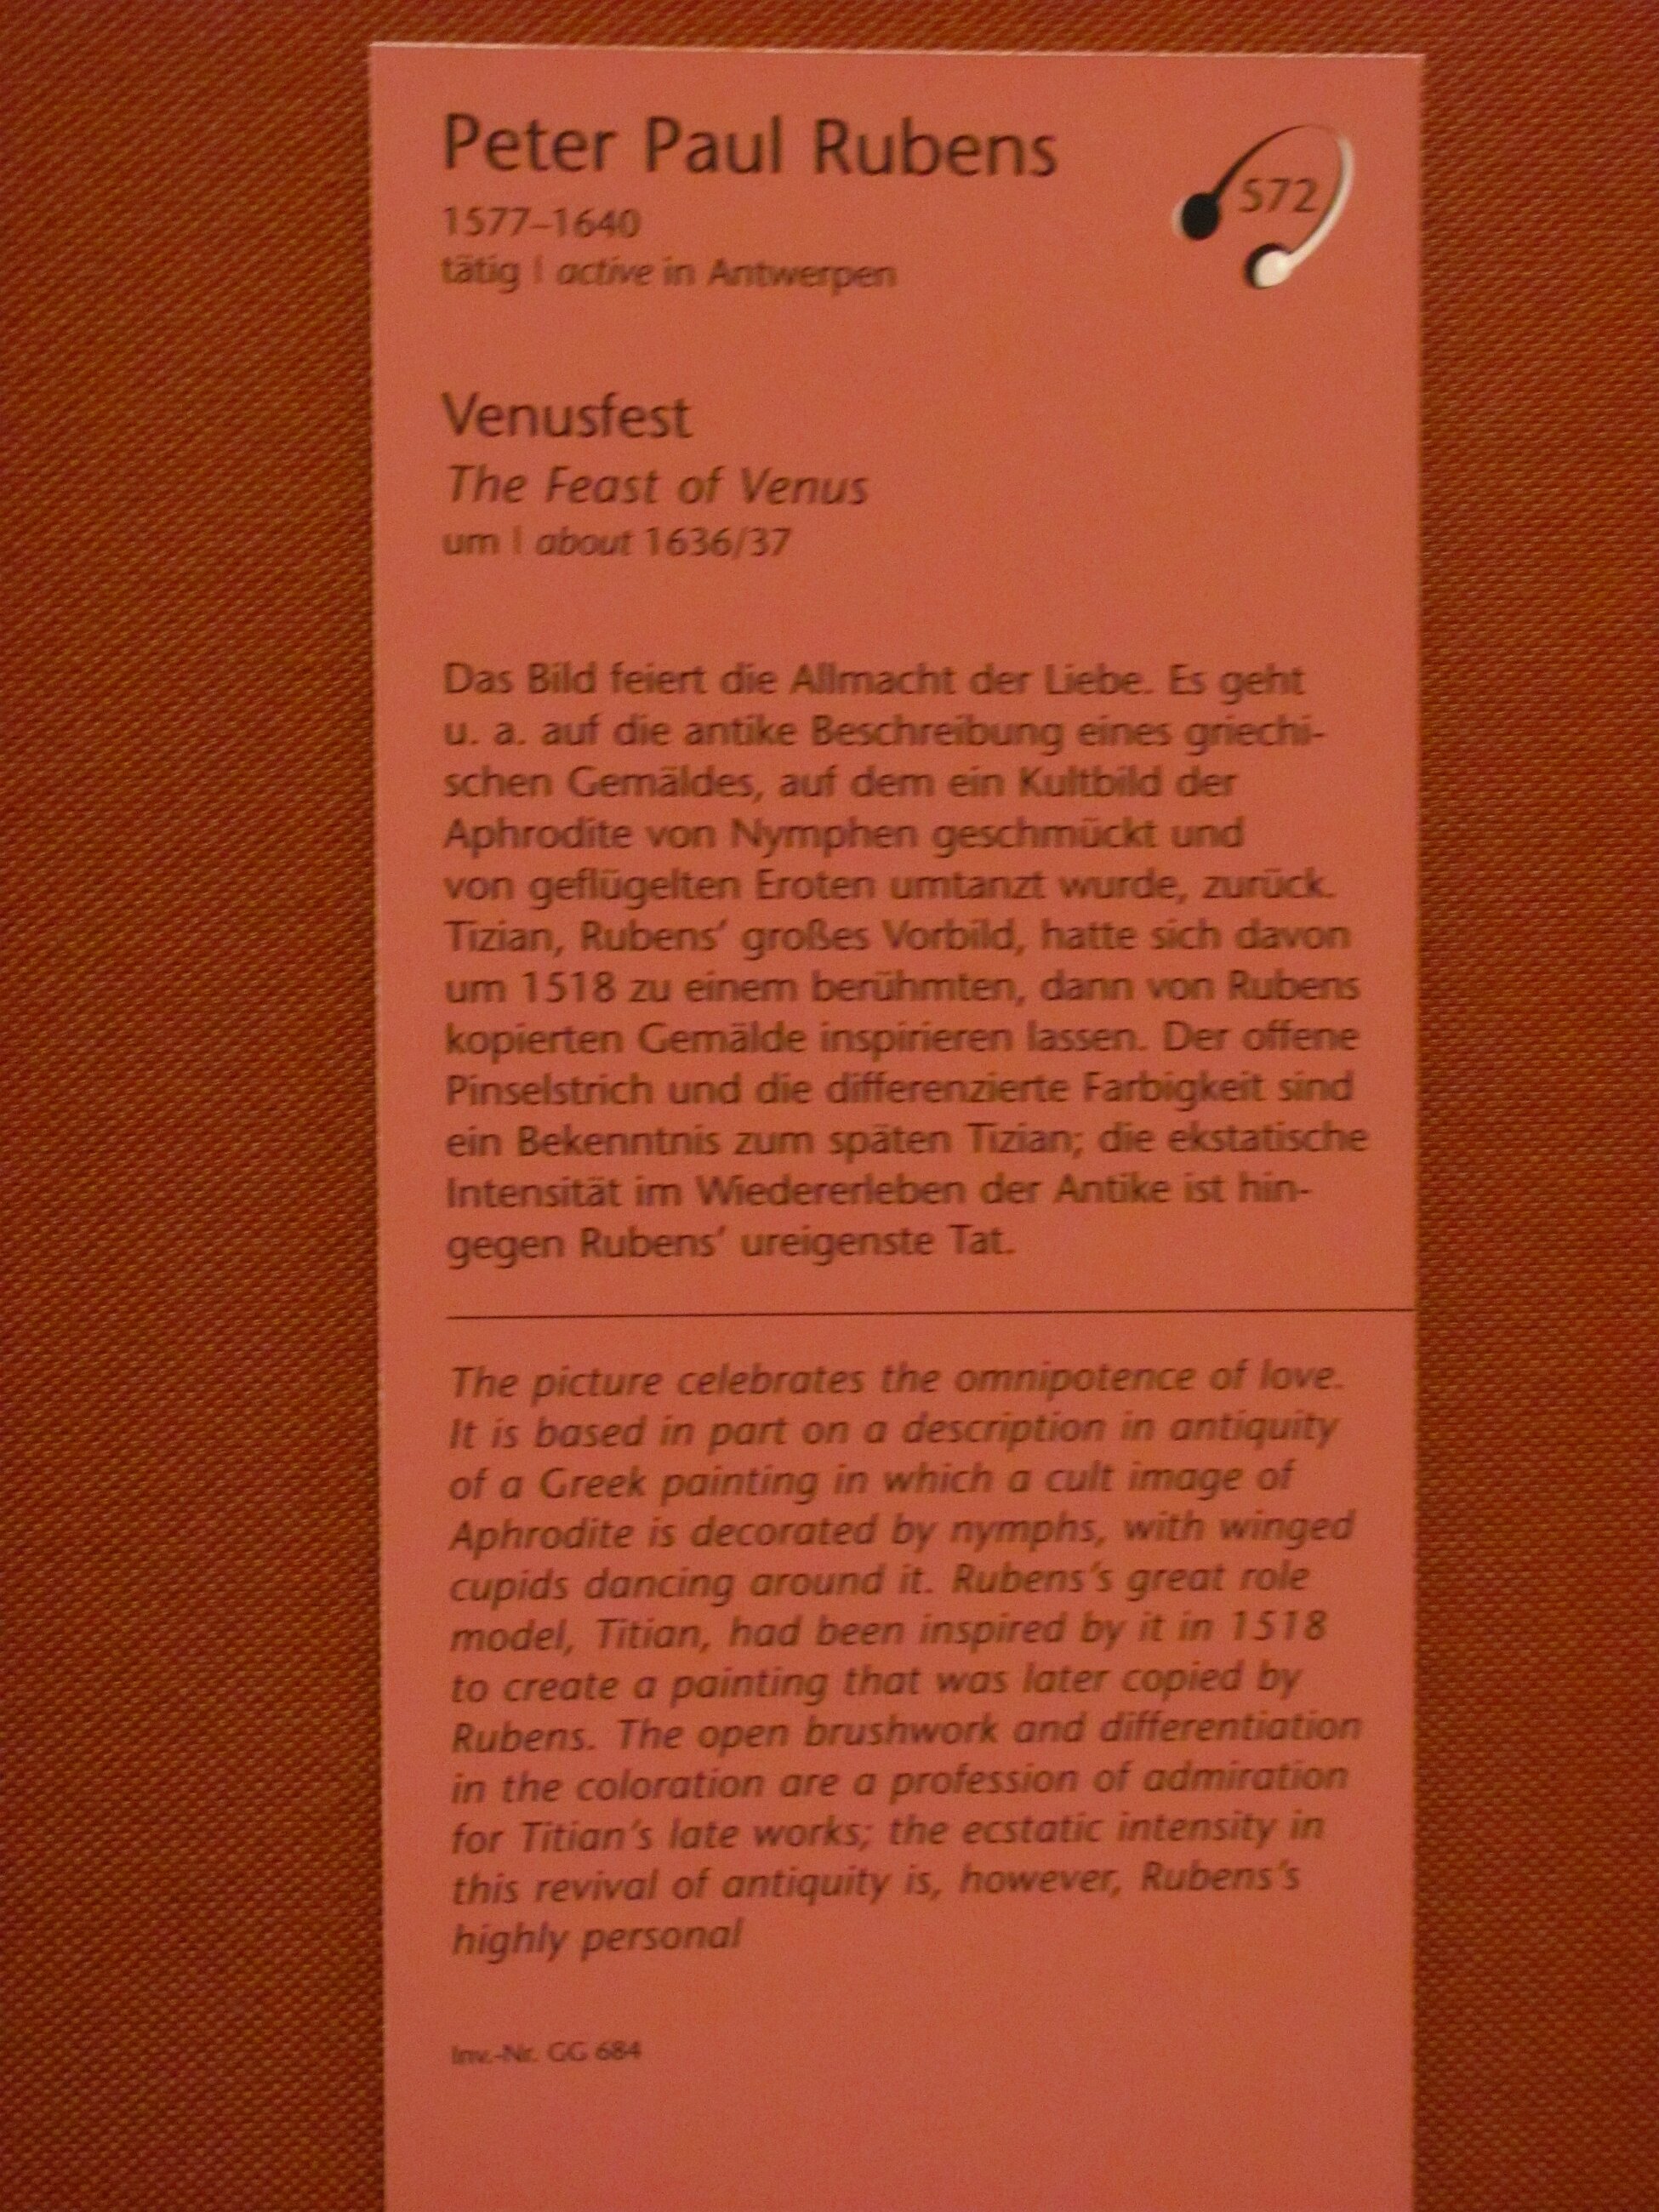 Peter Paul Rubens
572
1577–1640
tätig | active in Antwerpen
Venusfest
The Feast of Venus
um | about 1636/37
Das Bild feiert die Allmacht der Liebe. Es geht
u. a. auf die antike Beschreibung eines griechi-
schen Gemäldes, auf dem ein Kultbild der
Aphrodite von Nymphen geschmückt und
von geflügelten Eroten umtanzt wurde, zurück.
Tizian, Rubens’ großes Vorbild, hatte sich davon
um 1518 zu einem berühmten, dann von Rubens
kopierten Gemälde inspirieren lassen. Der offene
Pinselstrich und die differenzierte Farbigkeit sind
ein Bekenntnis zum späten Tizian; die ekstatische
Intensität im Wiedererleben der Antike ist hin-
gegen Rubens’ ureigenste Tat.
The picture celebrates the omnipotence of love.
It is based in part on a description in antiquity
of a Greek painting in which a cult image of
Aphrodite is decorated by nymphs, with winged
cupids dancing around it. Rubens’s great role
model, Titian, had been inspired by it in 1518
to create a painting that was later copied by
Rubens. The open brushwork and differentiation
in the coloration are a profession of admiration
for Titian’s late works; the ecstatic intensity in
this revival of antiquity is, however, Rubens’s
highly personal
Inv.-Nr. GG 684